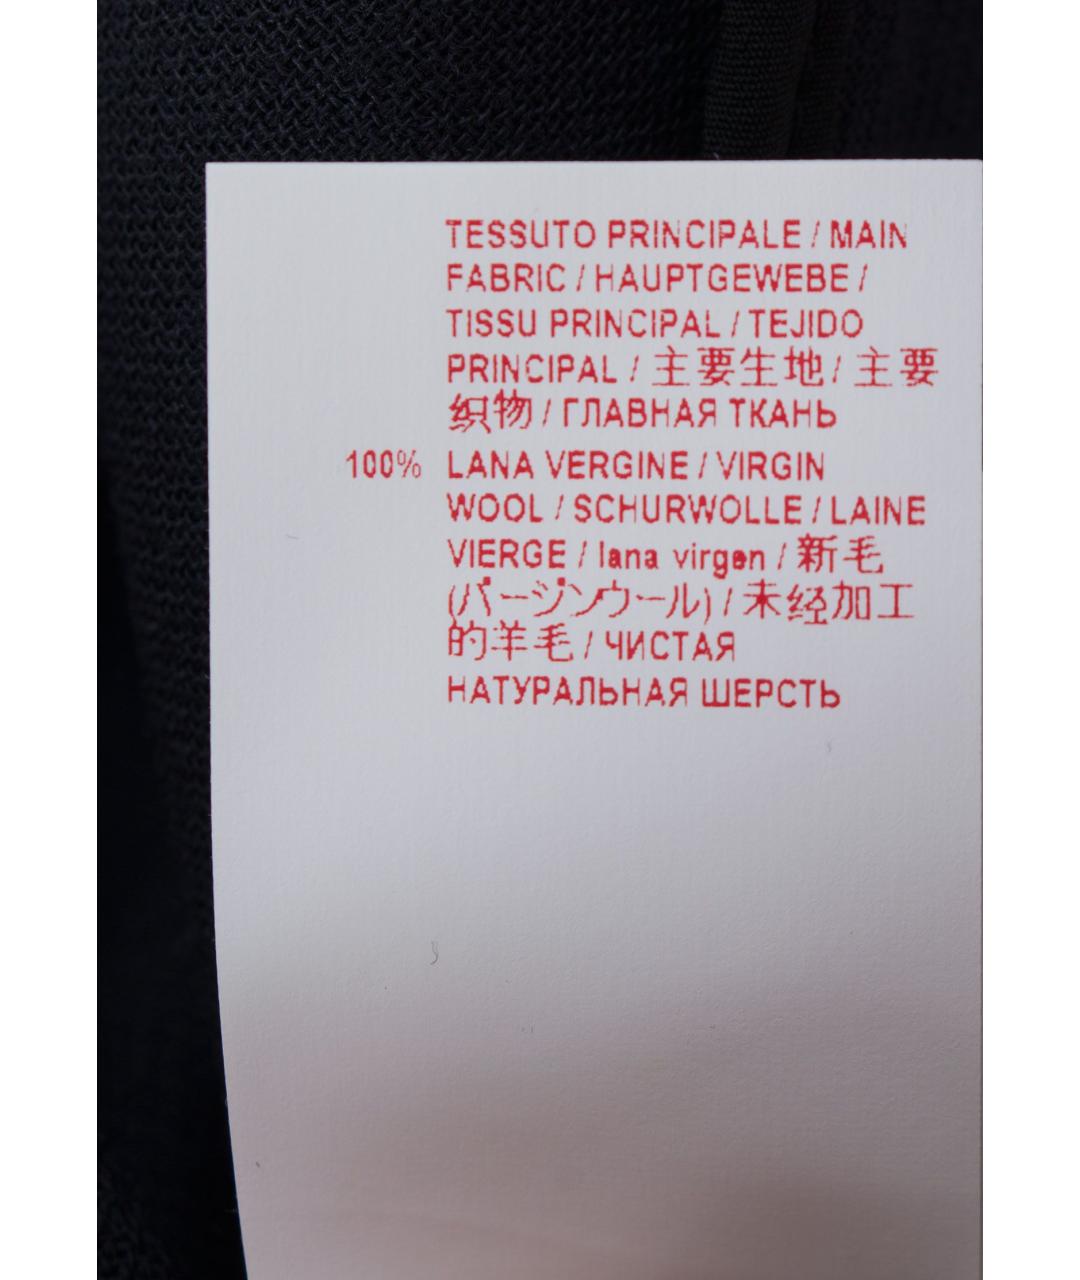 TESSUTO PRINCIPALE / MAIN
FABRIC / HAUPTGEWEBE /
TISSU PRINCIPAL / TEJIDO
PRINCIPAL / 主要生地 / 主要
织物 / ГЛАВНАЯ ТКАНЬ
100% LANA VERGINE / VIRGIN
WOOL / SCHURWOLLE / LAINE
VIERGE / lana virgen / 新毛
(バージンウール) / 未经加工
的羊毛 / ЧИСТАЯ
НАТУРАЛЬНАЯ ШЕРСТЬ